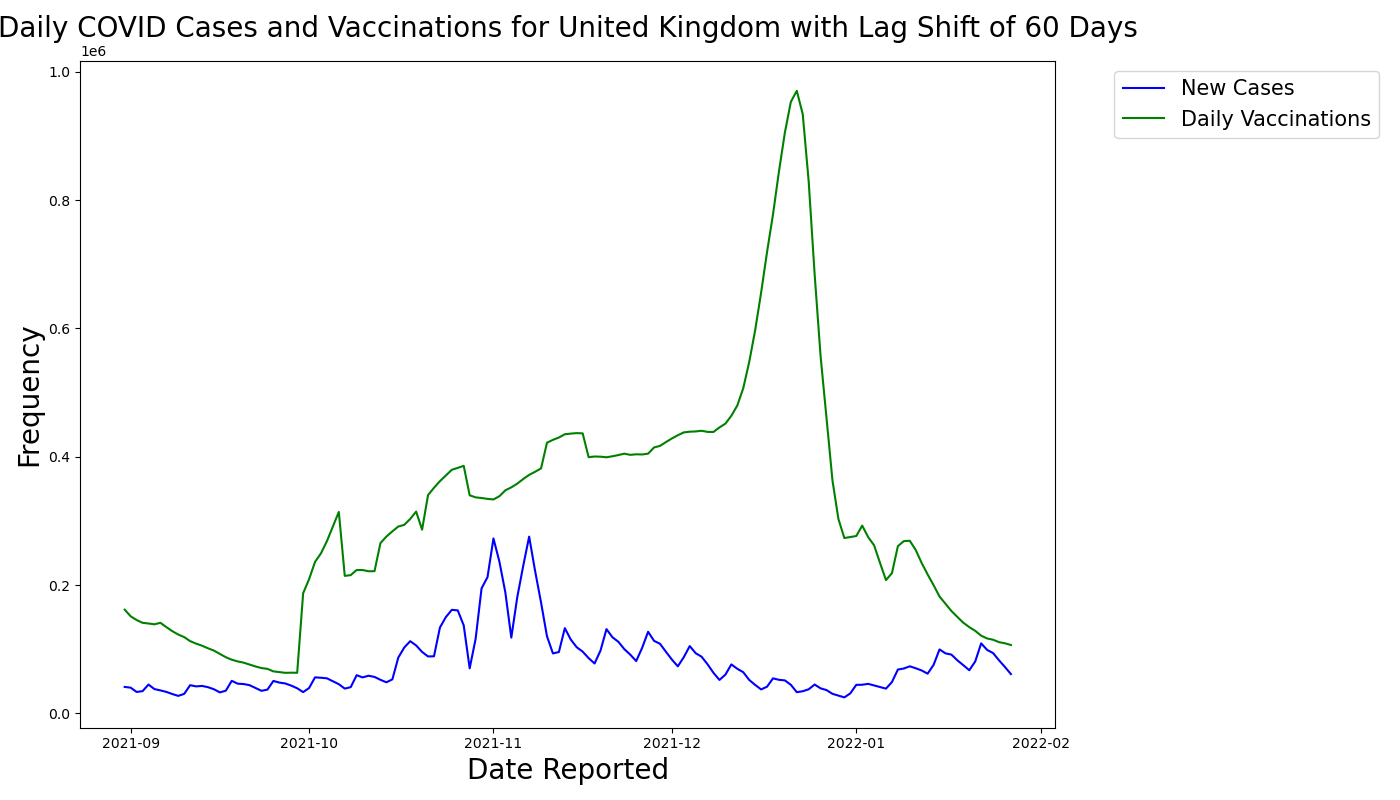 Daily COVID Cases and Vaccinations for United Kingdom with Lag Shift of 60 Days
1e6
New Cases
Daily Vaccinations
1.0
0.8
0.6
0.4
0.2
0.0
Frequency
2021-09 2021-10 2021-11 2021-12 2022-01 2022-02
Date Reported